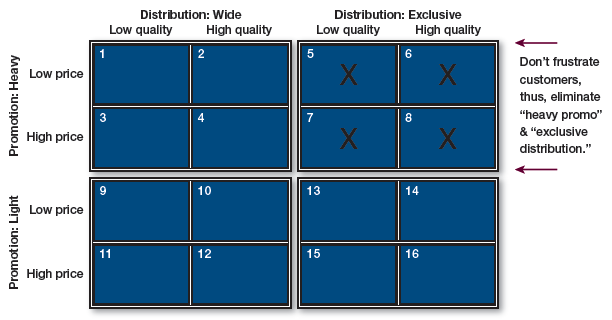 Distribution: Wide Distribution: Exclusive
Low quality High quality Low quality High quality
Promotion: Heavy
Low price 1 2 5 X 6 X
High price 3 4 7 X 8 X
Don’t frustrate
customers,
thus, eliminate
“heavy promo”
& “exclusive
distribution.”
Promotion: Light
Low price 9 10 13 14
High price 11 12 15 16